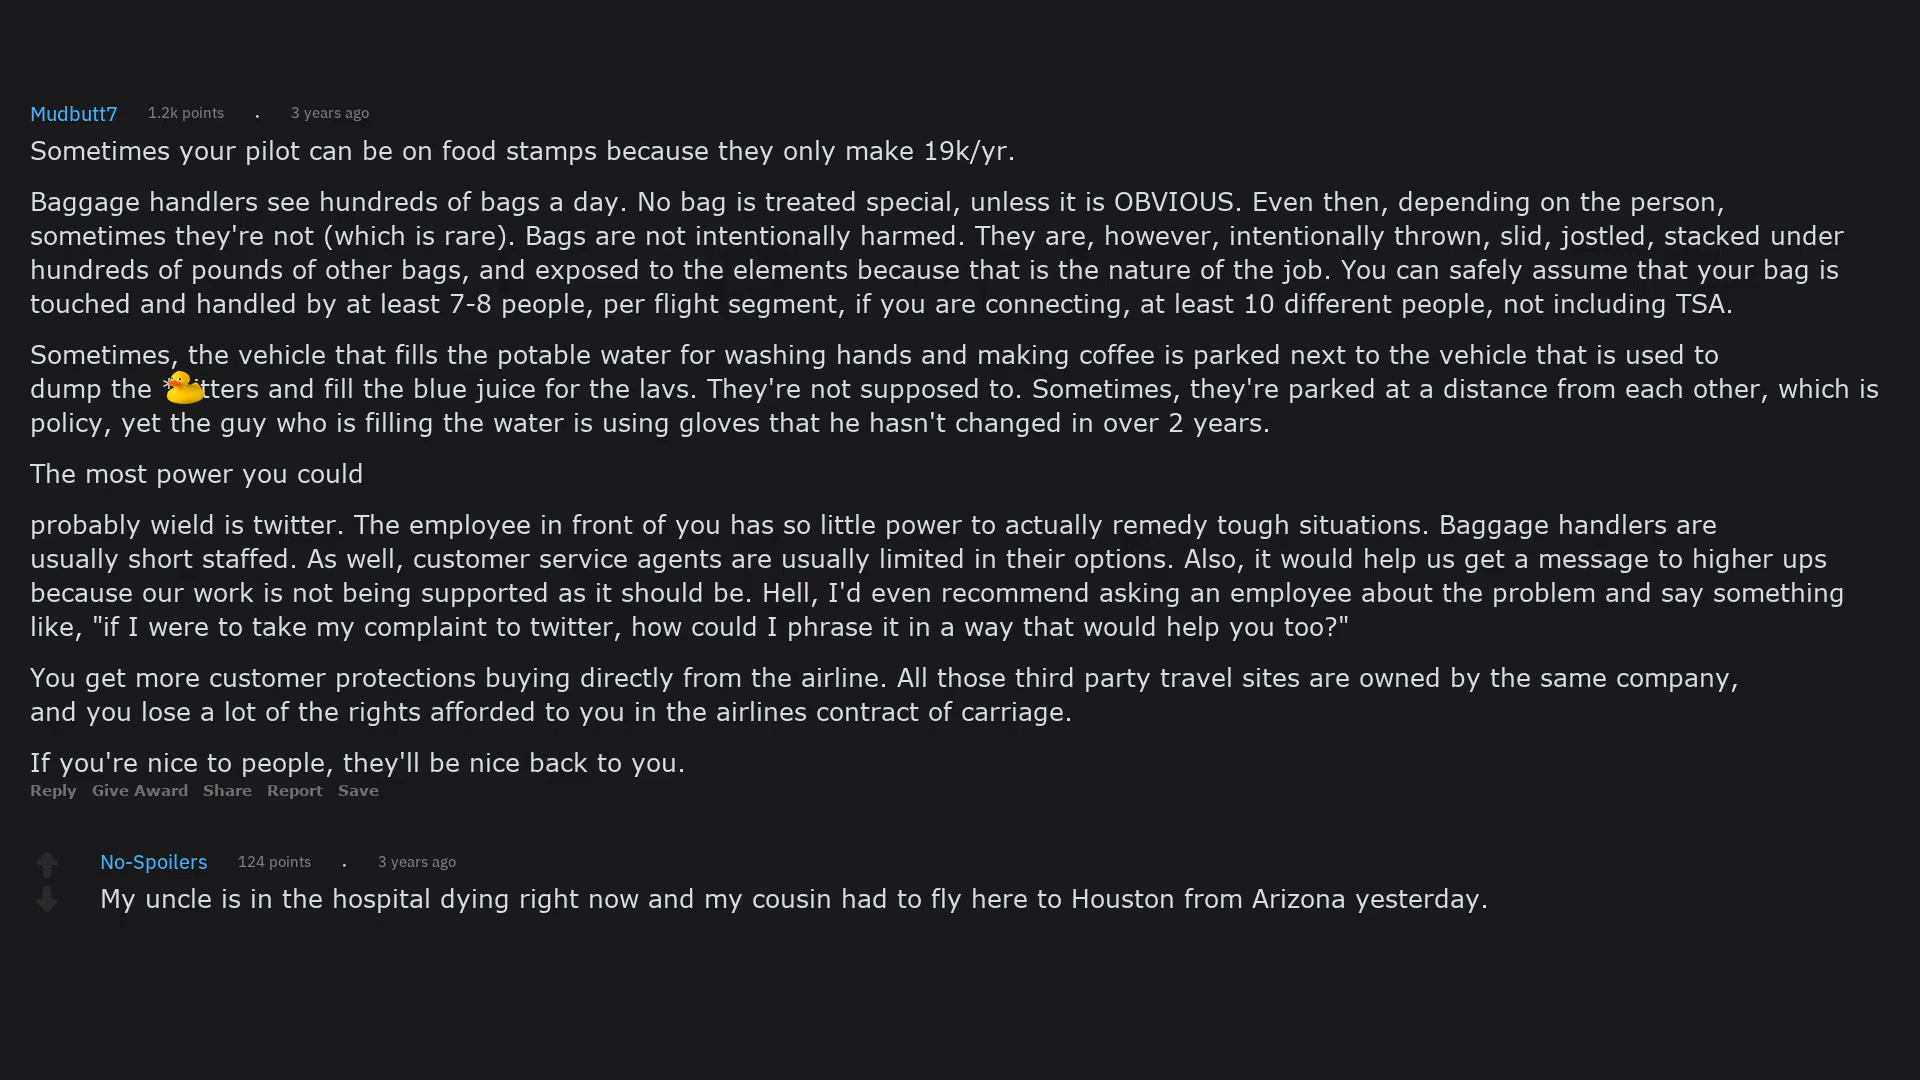 Mudbutt7 1.2k points . 3 years ago
Sometimes your pilot can be on food stamps because they only make 19k/yr.
Baggage handlers see hundreds of bags a day. No bag is treated special, unless it is OBVIOUS. Even then, depending on the person,
sometimes they're not (which is rare). Bags are not intentionally harmed. They are, however, intentionally thrown, slid, jostled, stacked under
hundreds of pounds of other bags, and exposed to the elements because that is the nature of the job. You can safely assume that your bag is
touched and handled by at least 7-8 people, per flight segment, if you are connecting, at least 10 different people, not including TSA.
Sometimes, the vehicle that fills the potable water for washing hands and making coffee is parked next to the vehicle that is used to
dump the and fill the blue juice for the lavs. They're not supposed to. Sometimes, they're parked at a distance from each other, which is
policy, yet the guy who is filling the water is using gloves that he hasn't changed in over 2 years.
The most power you could
probably wield is twitter. The employee in front of you has so little power to actually remedy tough situations. Baggage handlers are
usually short staffed. As well, customer service agents are usually limited in their options. Also, it would help us get a message to higher ups
because our work is not being supported as it should be. Hell, I'd even recommend asking an employee about the problem and say something
like, "if I were to take my complaint to twitter, how could I phrase it in a way that would help you too?"
You get more customer protections buying directly from the airline. All those third party travel sites are owned by the same company,
and you lose a lot of the rights afforded to you in the airlines contract of carriage.
If you're nice to people, they'll be nice back to you.
Reply Give Award Share Report Save
No-Spoilers 124 points . 3 years ago
My uncle is in the hospital dying right now and my cousin had to fly here to Houston from Arizona yesterday.